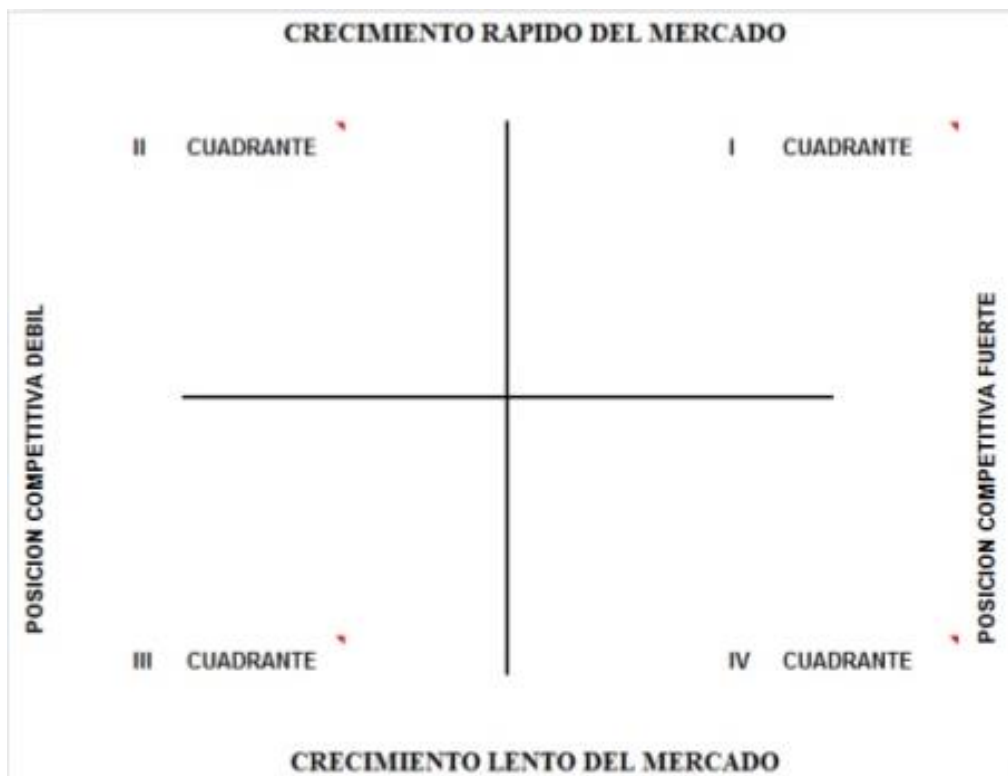 CRECIMIENTO RAPIDO DEL MERCADO
II CUADRANTE
I CUADRANTE
POSICION COMPETITIVA DEBIL
POSICION COMPETITIVA FUERTE
III CUADRANTE
IV CUADRANTE
CRECIMIENTO LENTO DEL MERCADO